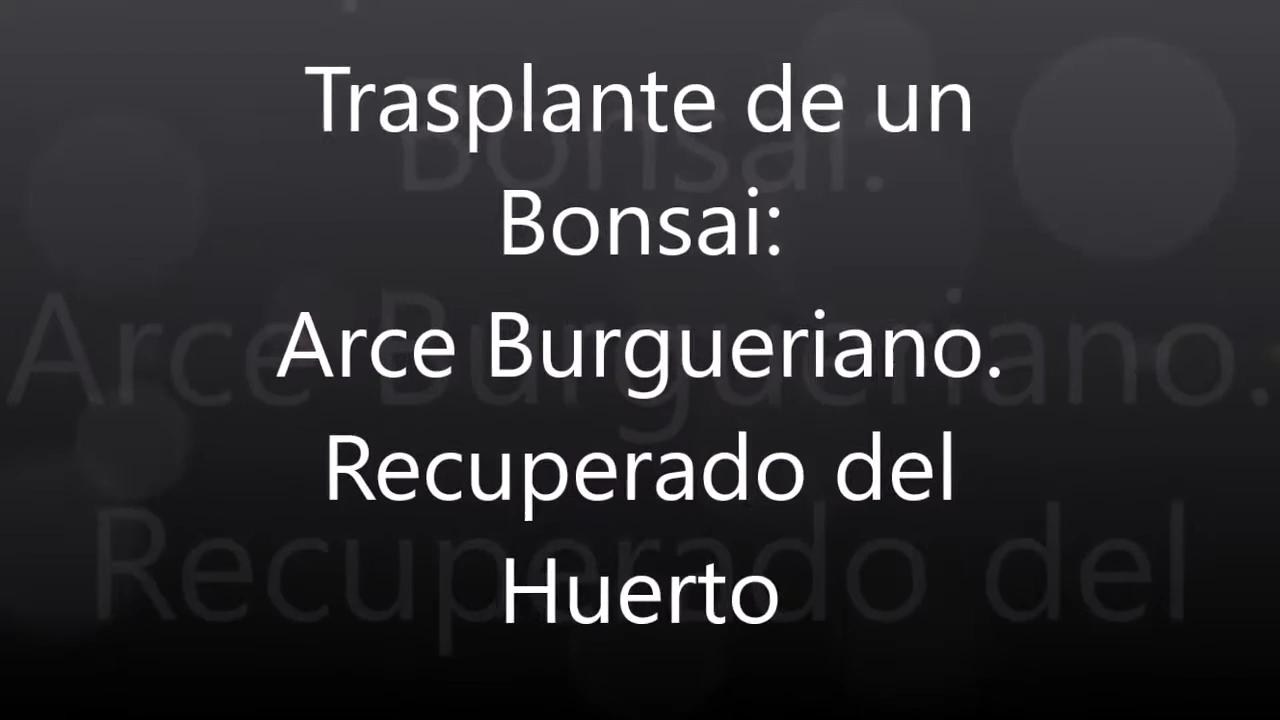 Trasplante de un
Bonsai:
Arce Burgueriano.
Recuperado del
Huerto